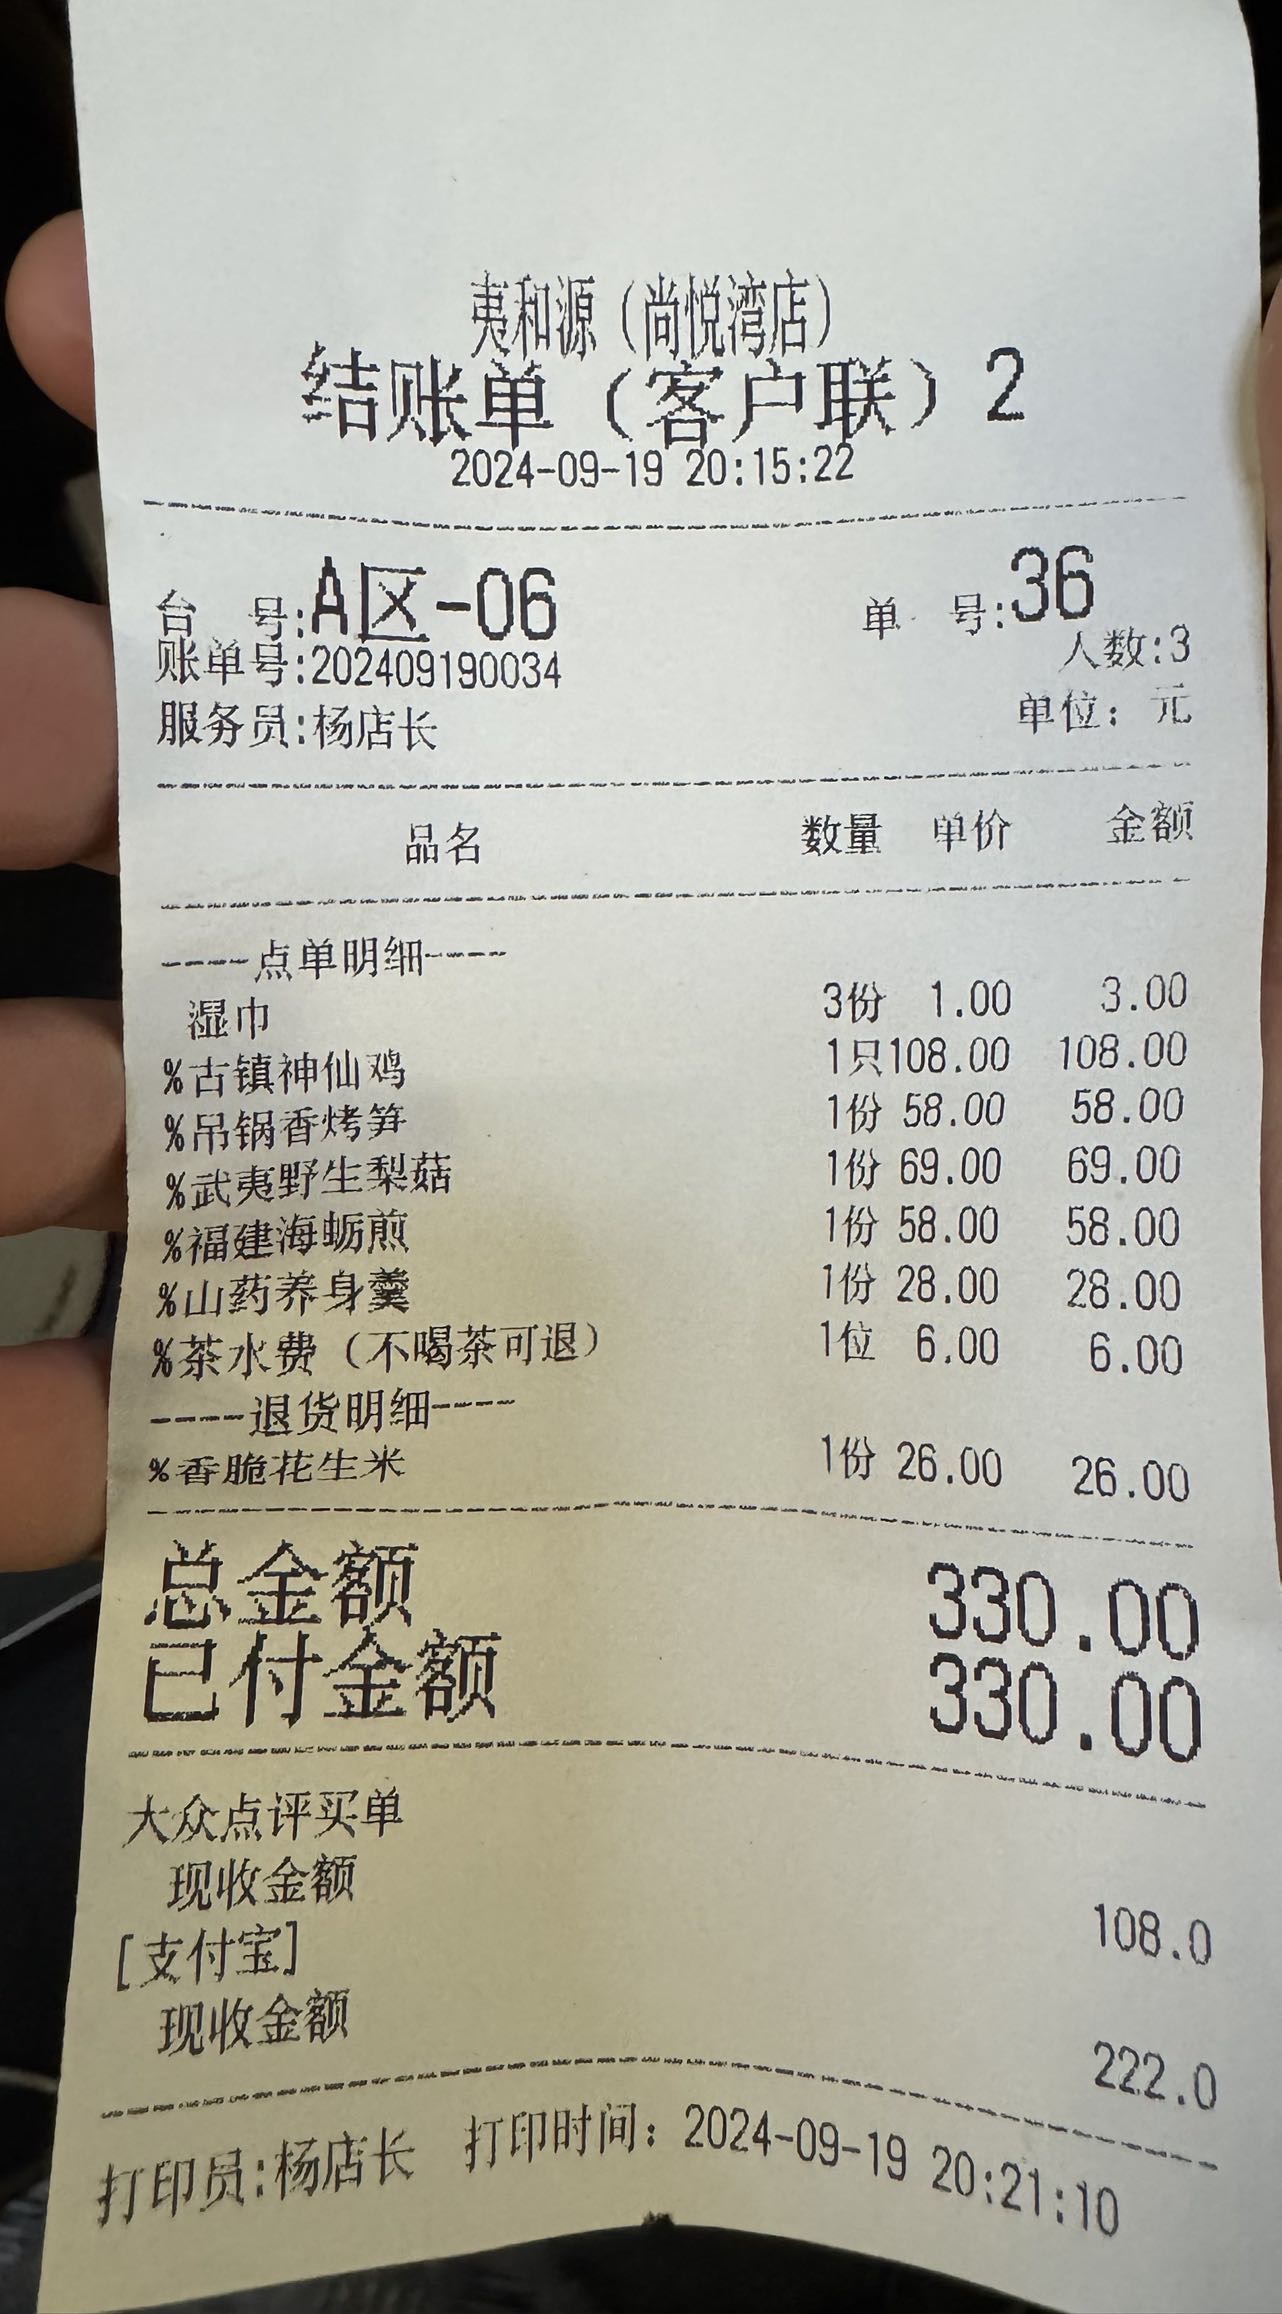 夷和源（尚悦湾店）
结账单（客户联）2
2024-09-19 20:15:22
台 号:A区-06 单 号:36
人数:3
账单号:202409190034
服务员:杨店长 单位: 元
品名 数量 单价 金额
----点单明细----
湿巾 3份 1.00 3.00
%古镇神仙鸡 1只108.00 108.00
%吊锅香烤笋 1份 58.00 58.00
%武夷野生梨菇 1份 69.00 69.00
%福建海蛎煎 1份 58.00 58.00
%山药养身羹 1份 28.00 28.00
%茶水费（不喝茶可退） 1位 6.00 6.00
----退货明细----
%香脆花生米 1份 26.00 26.00
总金额 330.00
已付金额 330.00
大众点评买单
现收金额 108.0
[支付宝]
现收金额 222.0
打印员:杨店长 打印时间: 2024-09-19 20:21:10